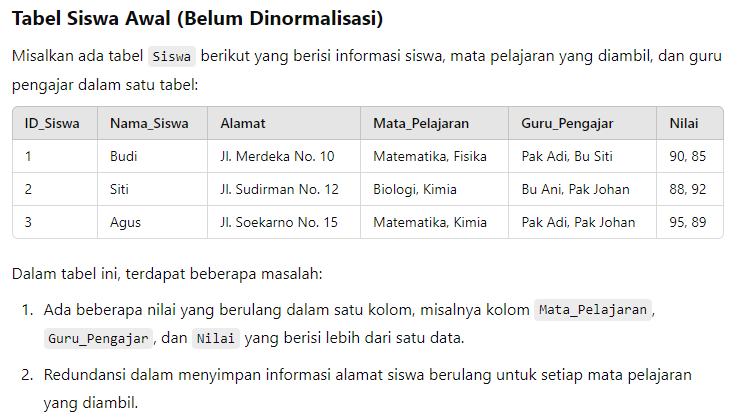 Tabel Siswa Awal (Belum Dinormalisasi)
Misalkan ada tabel Siswa berikut yang berisi informasi siswa, mata pelajaran yang diambil, dan guru
pengajar dalam satu tabel:
ID_Siswa Nama_Siswa Alamat Mata_Pelajaran Guru_Pengajar Nilai
1 Budi Jl. Merdeka No. 10 Matematika, Fisika Pak Adi, Bu Siti 90, 85
2 Siti Jl. Sudirman No. 12 Biologi, Kimia Bu Ani, Pak Johan 88, 92
3 Agus Jl. Soekarno No. 15 Matematika, Kimia Pak Adi, Pak Johan 95, 89
Dalam tabel ini, terdapat beberapa masalah:
1. Ada beberapa nilai yang berulang dalam satu kolom, misalnya kolom Mata_Pelajaran,
Guru_Pengajar, dan Nilai yang berisi lebih dari satu data.
2. Redundansi dalam menyimpan informasi alamat siswa berulang untuk setiap mata pelajaran
yang diambil.